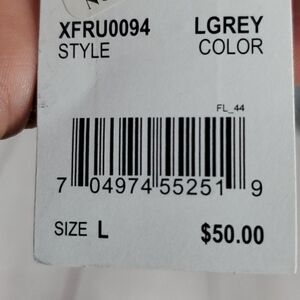 XFRU0094 LGREY
STYLE COLOR
FL_44
7 04974 55251 9
SIZE L $50.00